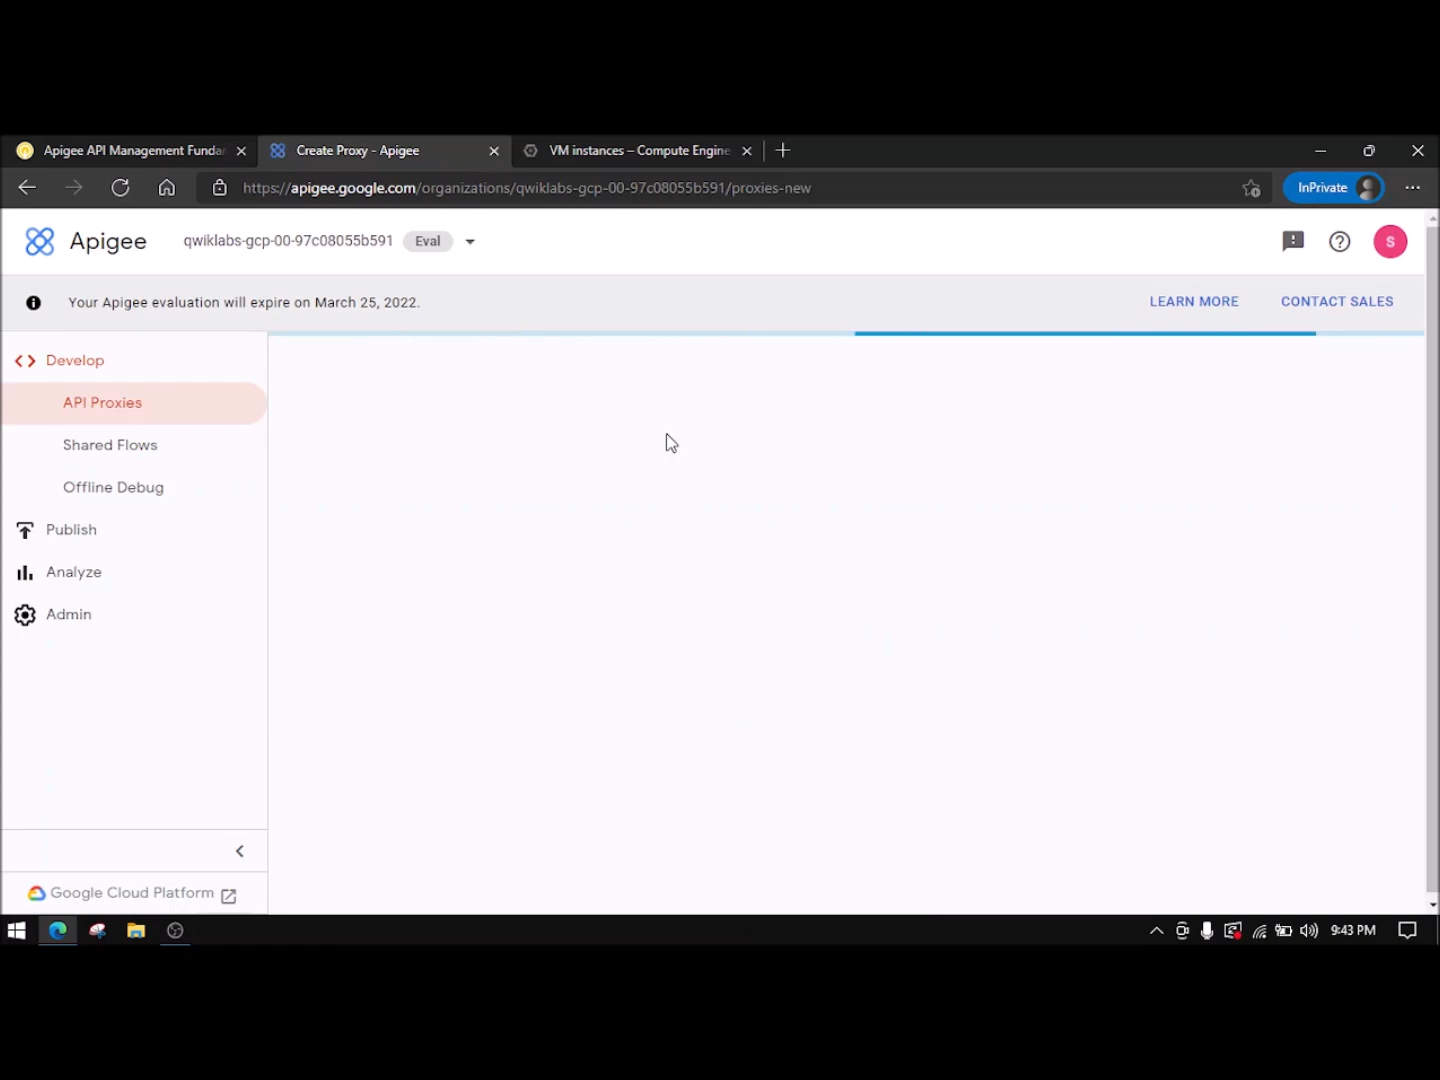 Apigee API Management Funda
Create Proxy - Apigee
VM instances – Compute Engine
https://apigee.google.com/organizations/qwiklabs-gcp-00-97c08055b591/proxies-new
InPrivate
Apigee
qwiklabs-gcp-00-97c08055b591
Eval
S
Your Apigee evaluation will expire on March 25, 2022.
LEARN MORE
CONTACT SALES
Develop
API Proxies
Shared Flows
Offline Debug
Publish
Analyze
Admin
Google Cloud Platform
9:43 PM